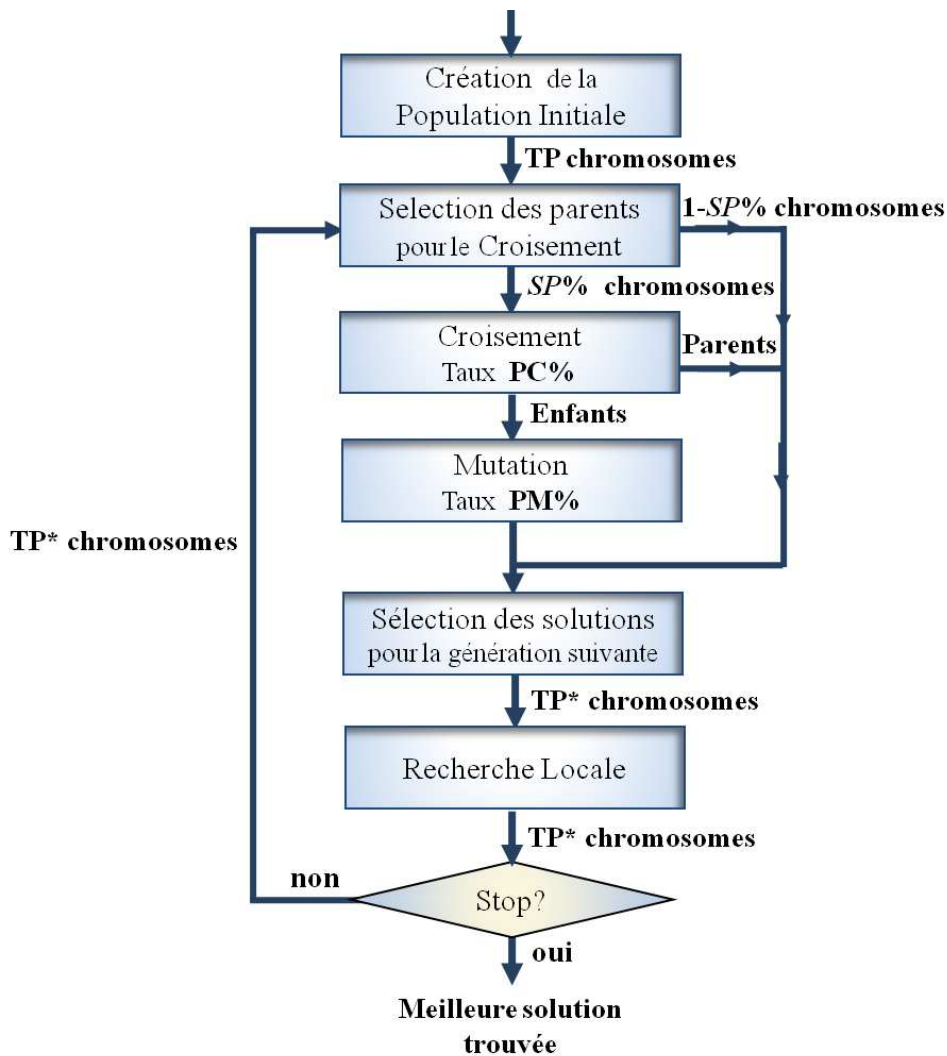 Création de la
Population Initiale
TP chromosomes
Selection des parents
pour le Croisement
1-SP% chromosomes
SP% chromosomes
Croisement
Taux PC%
Parents
Enfants
Mutation
Taux PM%
TP* chromosomes
Sélection des solutions
pour la génération suivante
TP* chromosomes
Recherche Locale
TP* chromosomes
non
Stop?
oui
Meilleure solution
trouvée